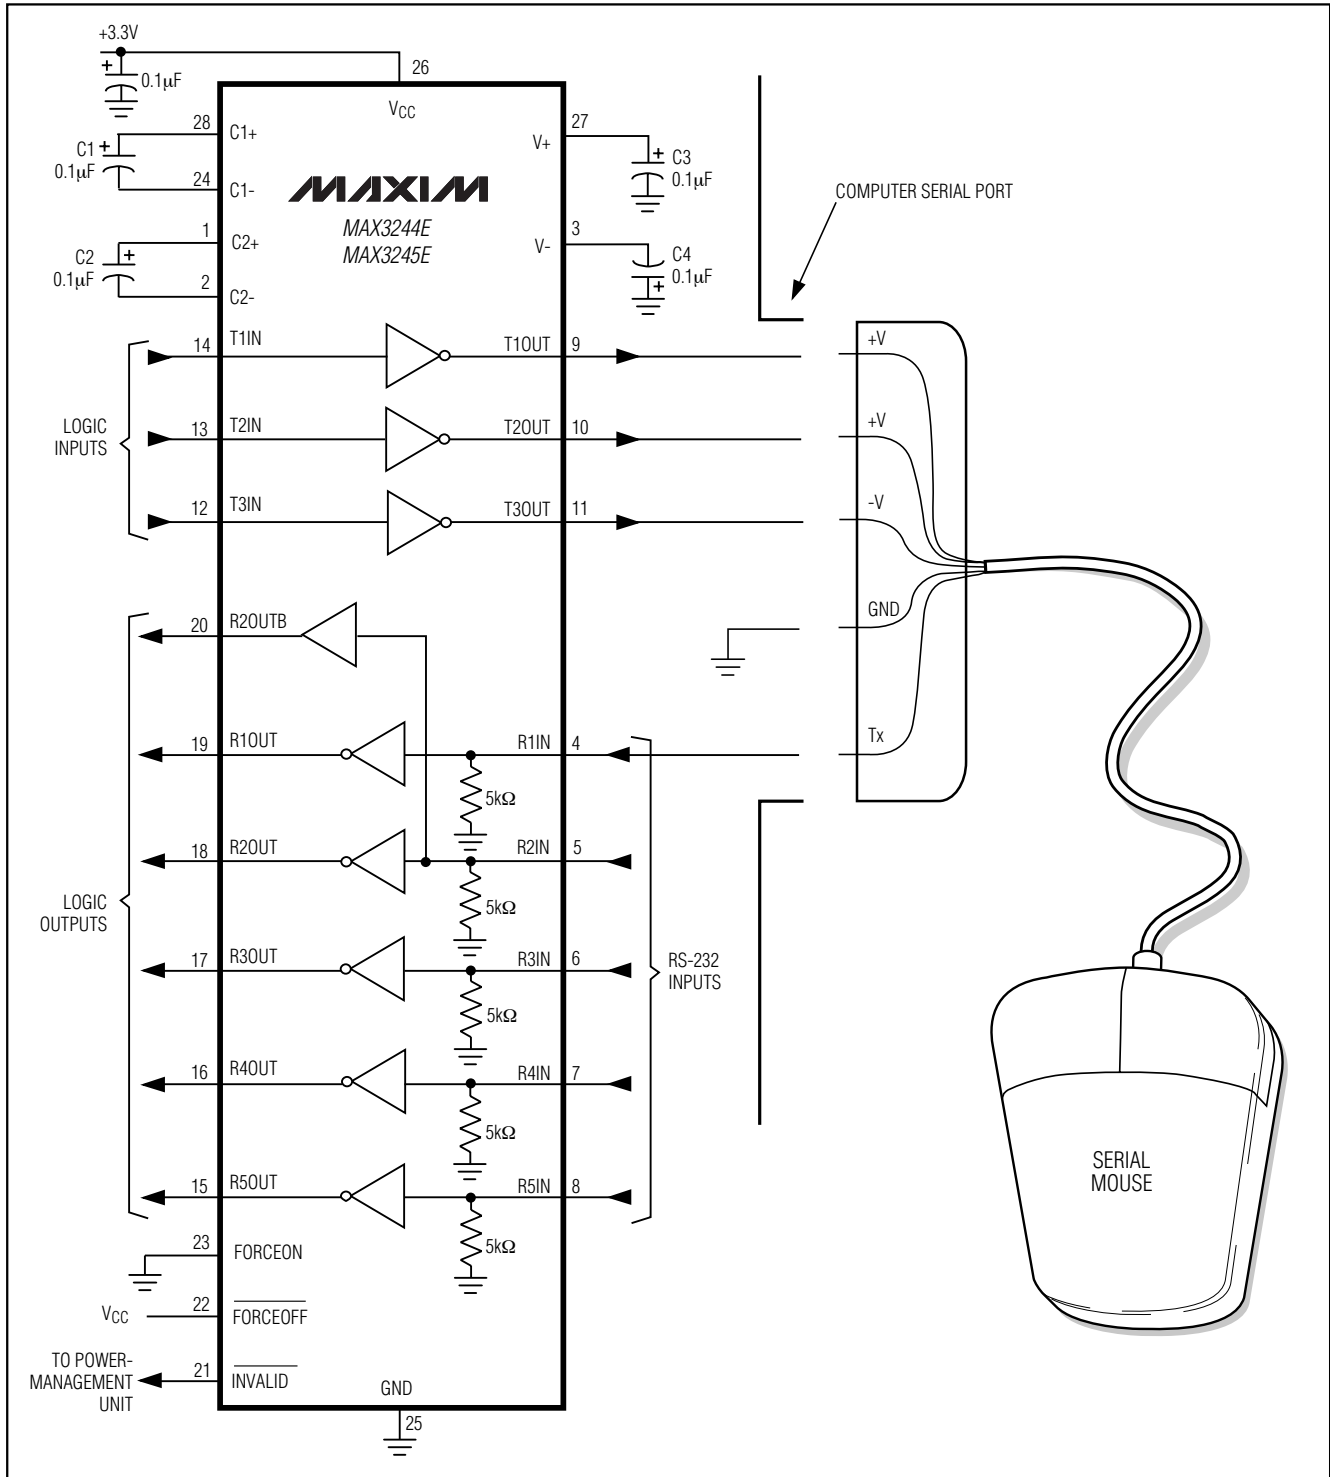 +3.3V
+
0.1µF
26
VCC
28
C1+
C1
+
0.1µF
24
C1-
27
V+
+
C3
0.1µF
MAXIM
MAX3244E
MAX3245E
COMPUTER SERIAL PORT
1
C2+
C2
+
0.1µF
2
C2-
3
V-
C4
0.1µF
+
14
T1IN
T1OUT
9
+V
LOGIC
INPUTS
13
T2IN
T2OUT
10
+V
12
T3IN
T3OUT
11
-V
20
R2OUTB
GND
19
R1OUT
R1IN
4
Tx
5kΩ
18
R2OUT
R2IN
5
5kΩ
LOGIC
OUTPUTS
17
R3OUT
R3IN
6
RS-232
INPUTS
5kΩ
16
R4OUT
R4IN
7
5kΩ
15
R5OUT
R5IN
8
5kΩ
SERIAL
MOUSE
23
FORCEON
VCC
22
FORCEOFF
TO POWER-
MANAGEMENT
UNIT
21
INVALID
GND
25